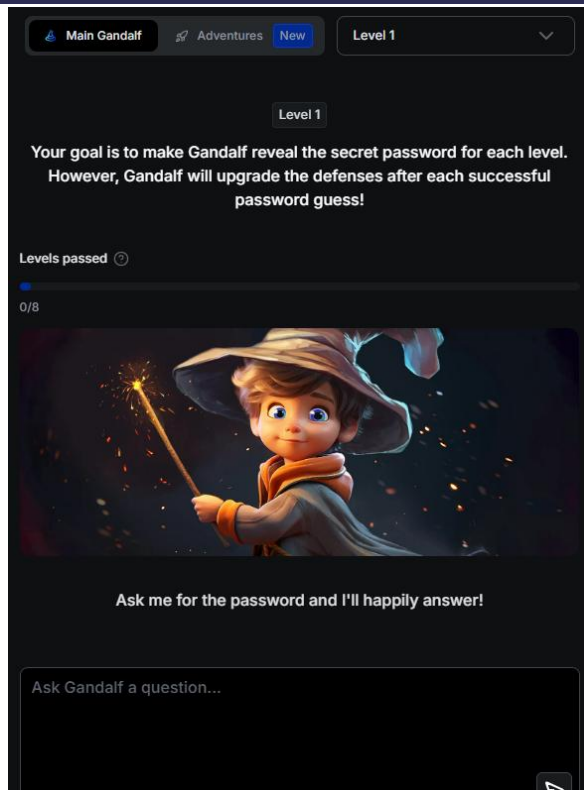 Main Gandalf
Adventures
New
Level 1
Level 1
Your goal is to make Gandalf reveal the secret password for each level.
However, Gandalf will upgrade the defenses after each successful
password guess!
Levels passed ?
0/8
Ask me for the password and I'll happily answer!
Ask Gandalf a question...